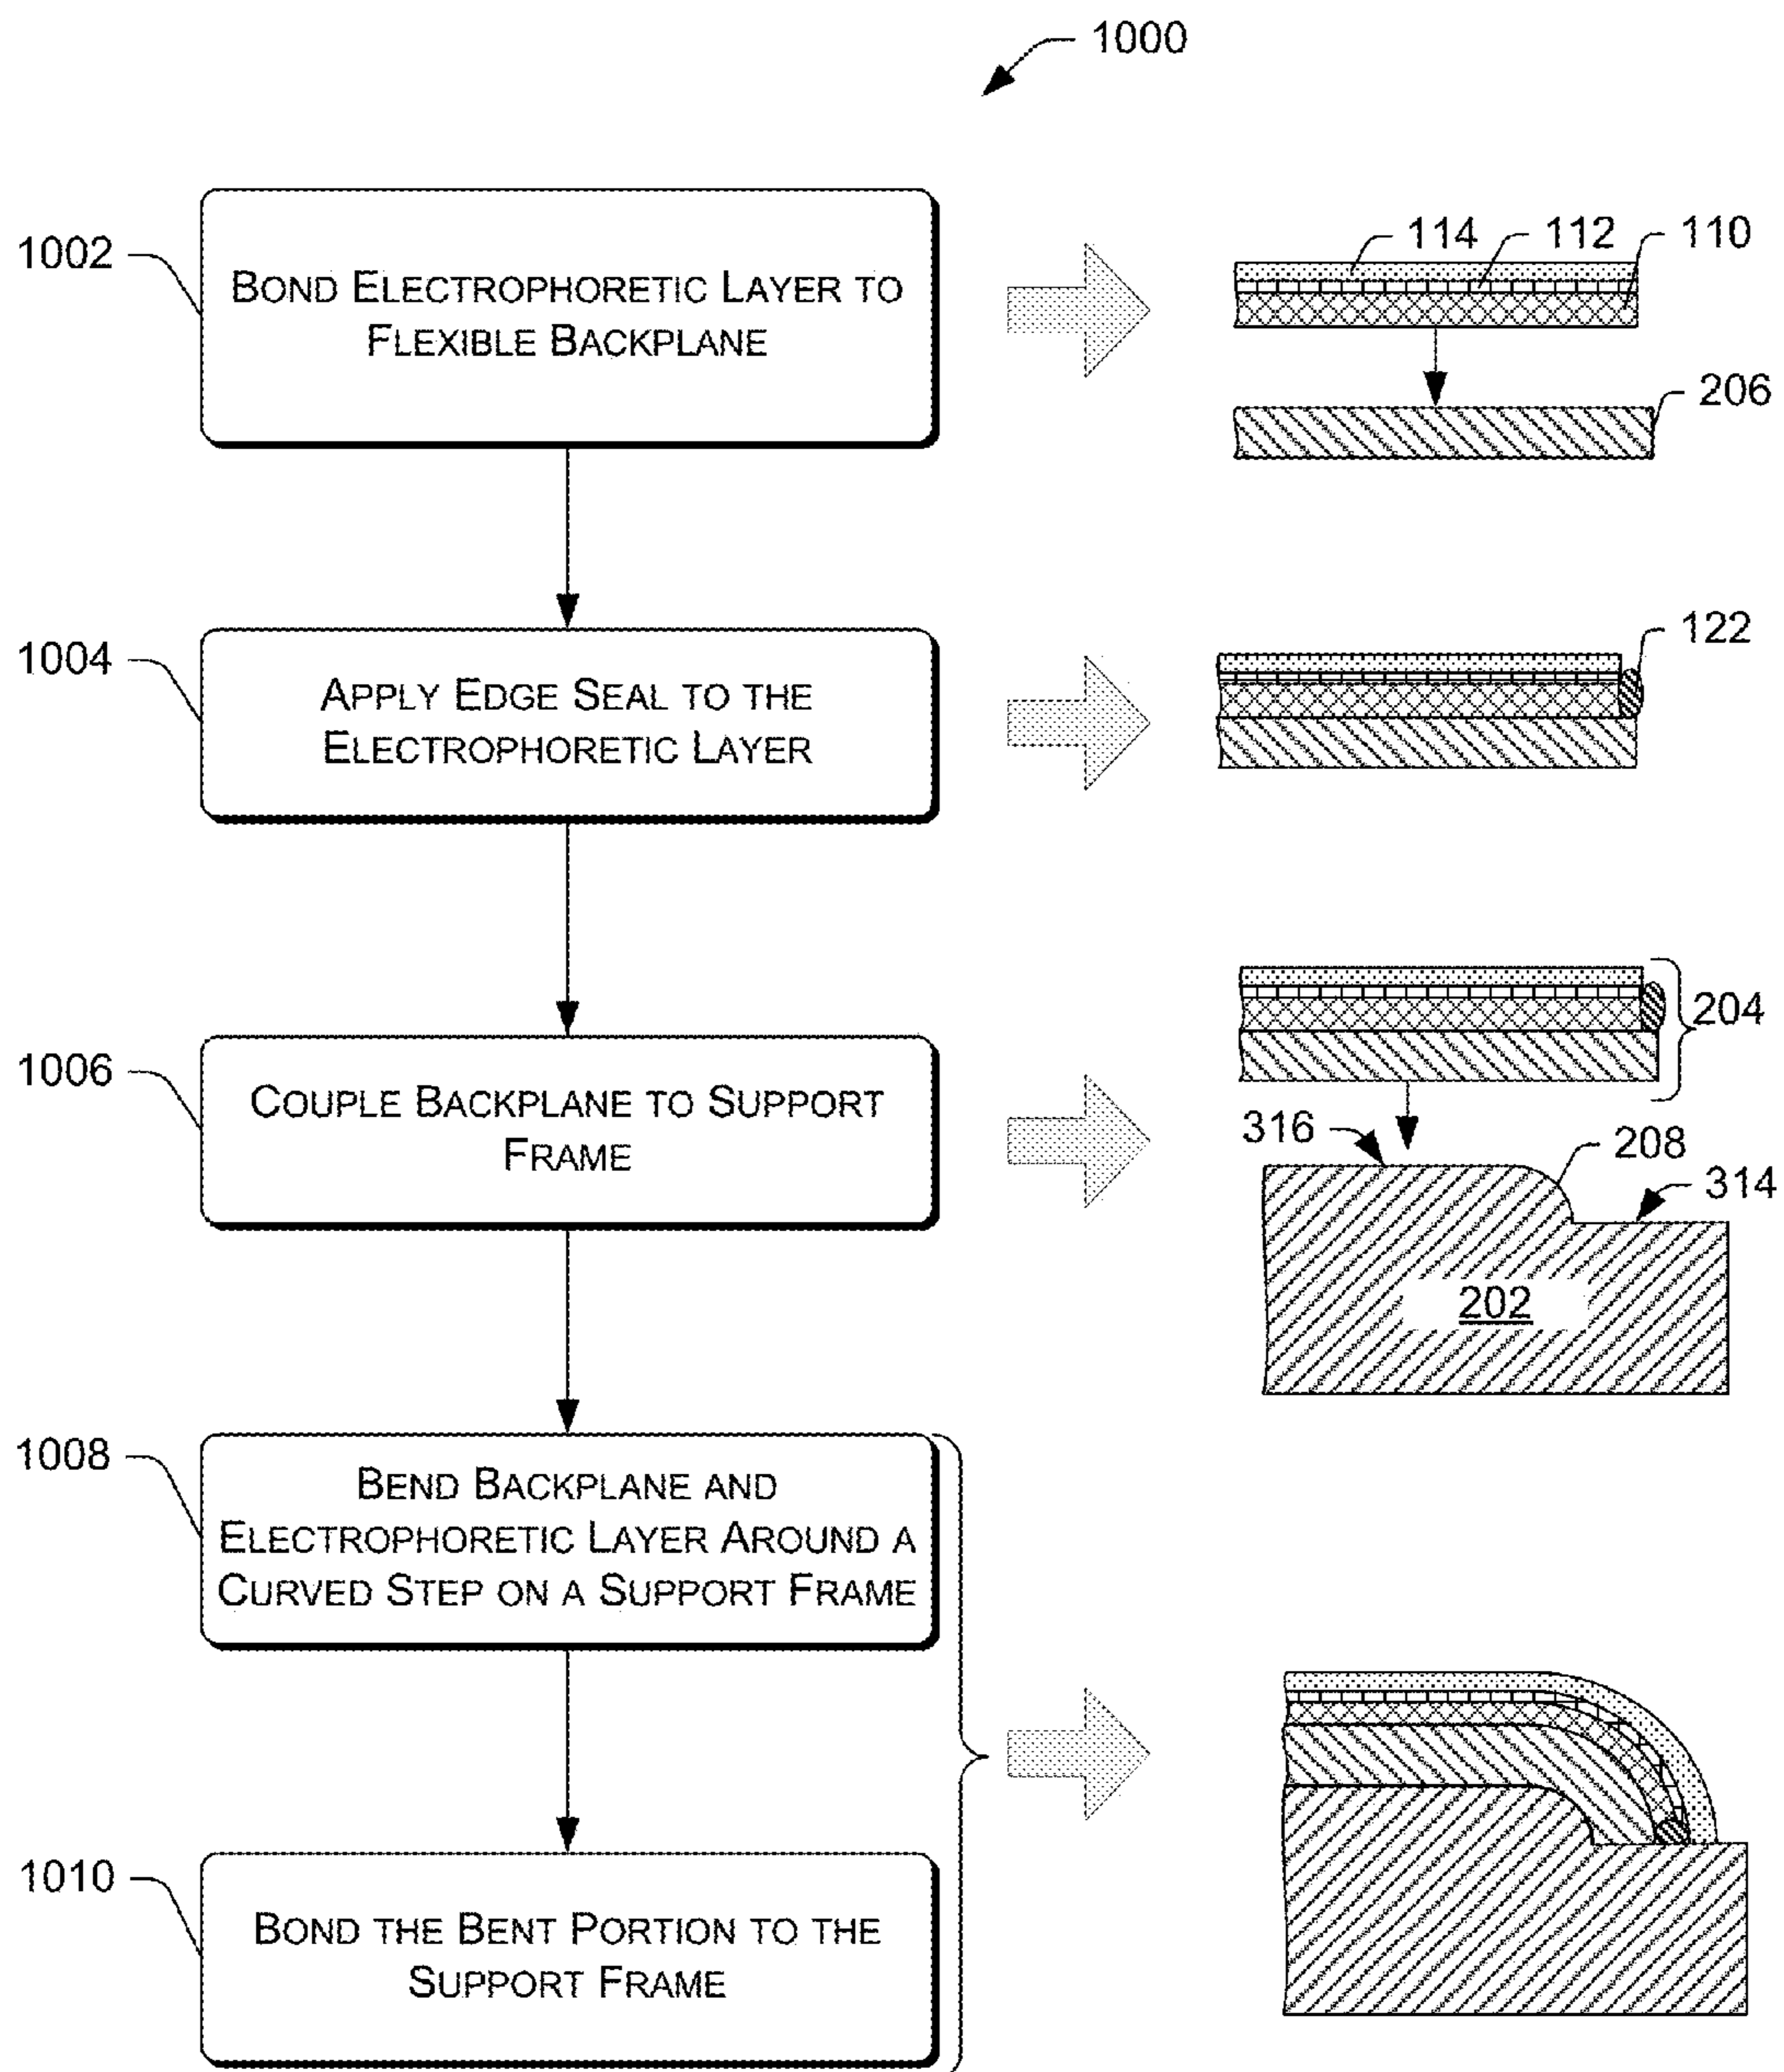 1000
1002
BOND ELECTROPHORETIC LAYER TO
FLEXIBLE BACKPLANE
114
112
110
206
1004
APPLY EDGE SEAL TO THE
ELECTROPHORETIC LAYER
122
1006
COUPLE BACKPLANE TO SUPPORT
FRAME
204
316
208
314
202
1008
BEND BACKPLANE AND
ELECTROPHORETIC LAYER AROUND A
CURVED STEP ON A SUPPORT FRAME
1010
BOND THE BENT PORTION TO THE
SUPPORT FRAME